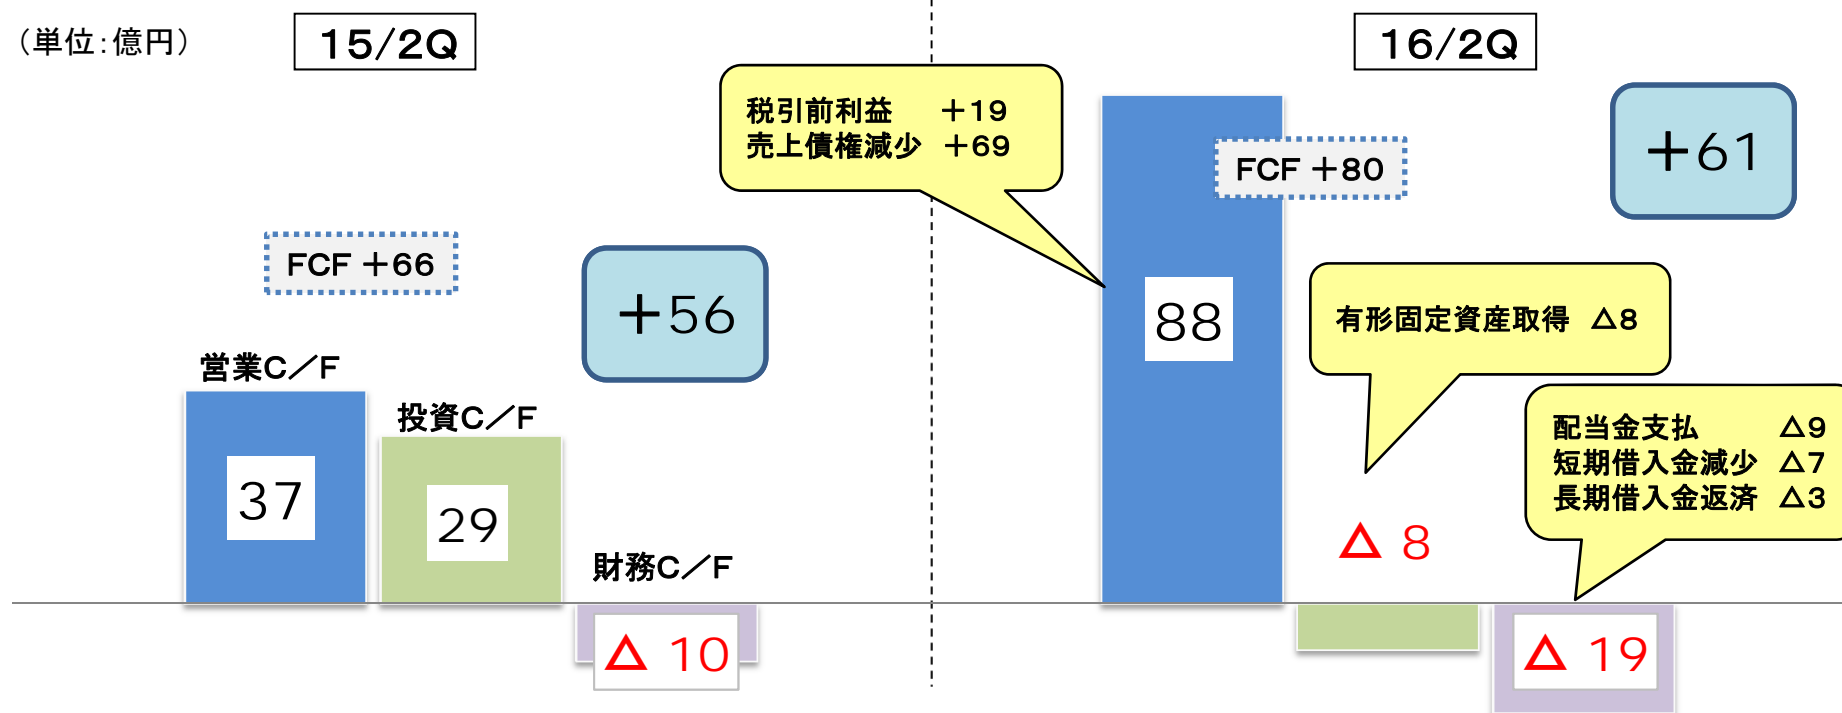 （単位：億円）
15/2Q
FCF ＋66
＋56
営業C／F
37
投資C／F
29
財務C／F
△ 10
16/2Q
税引前利益 ＋19
売上債権減少 ＋69
FCF ＋80
＋61
88
有形固定資産取得 △8
△ 8
配当金支払 △9
短期借入金減少 △7
長期借入金返済 △3
△ 19